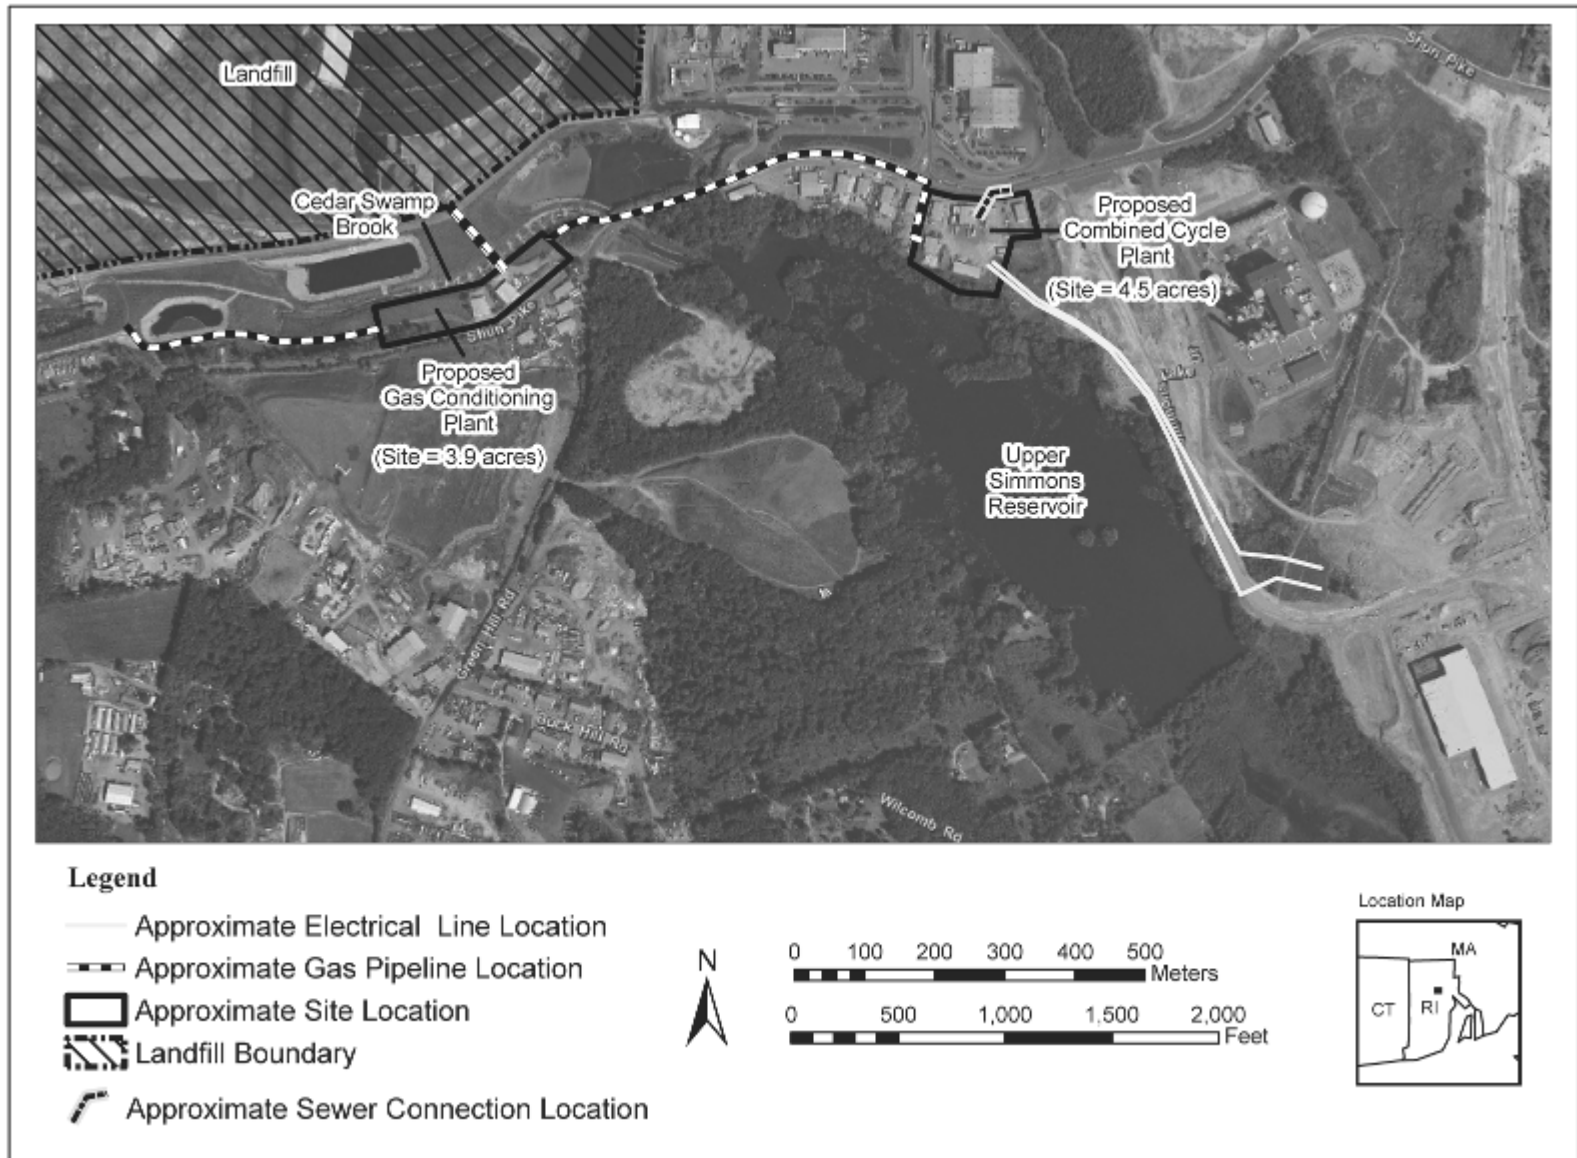 Landfill
Shun Pike
Cedar Swamp
Brook
Proposed
Combined Cycle
Plant
(Site = 4.5 acres)
Shun Pike
Proposed
Gas Conditioning
Plant
(Site = 3.9 acres)
Upper
Simmons
Reservoir
Green Hill Rd
Buck Hill Rd
Wilcomb Rd
Legend
Approximate Electrical Line Location
Approximate Gas Pipeline Location
Approximate Site Location
Landfill Boundary
Approximate Sewer Connection Location
N
0 100 200 300 400 500
Meters
0 500 1,000 1,500 2,000
Feet
Location Map
MA
CT
RI